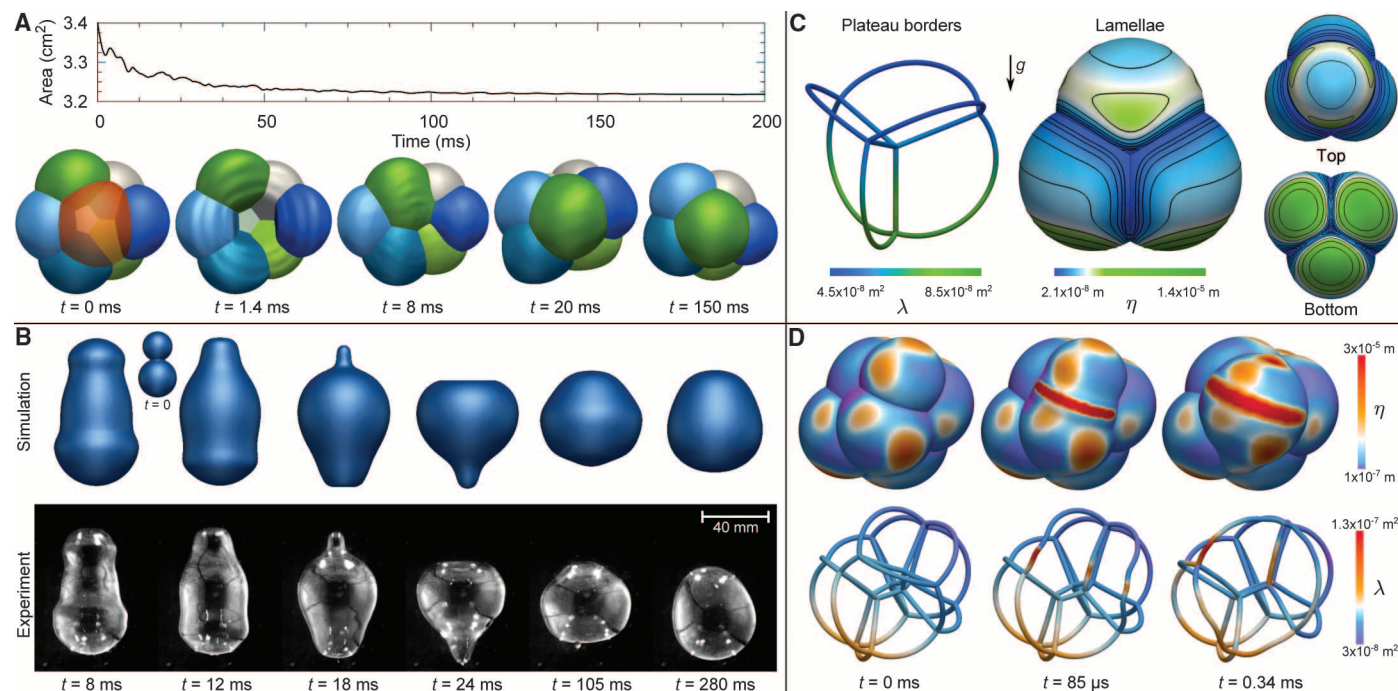 A
Area (cm²)
3.4
3.3
3.2
0
50
100
150
200
Time (ms)
t = 0 ms
t = 1.4 ms
t = 8 ms
t = 20 ms
t = 150 ms
B
Simulation
t = 0
Experiment
40 mm
t = 8 ms
t = 12 ms
t = 18 ms
t = 24 ms
t = 105 ms
t = 280 ms
C
Plateau borders
Lamellae
g
Top
Bottom
4.5x10⁻⁸ m²
8.5x10⁻⁸ m²
λ
2.1x10⁻⁸ m
1.4x10⁻⁵ m
η
D
3x10⁻⁵ m
η
1x10⁻⁷ m
1.3x10⁻⁷ m²
λ
3x10⁻⁸ m²
t = 0 ms
t = 85 µs
t = 0.34 ms